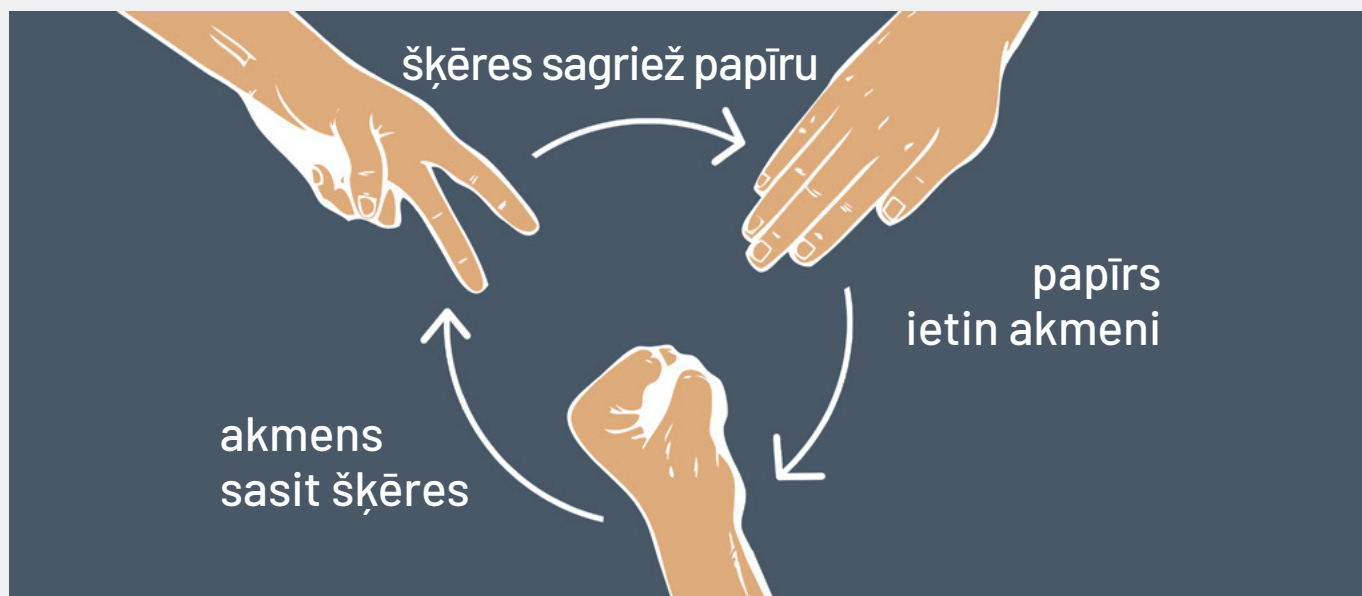 šķēres sagriež papīru
papīrs
ietin akmeni
akmens
sasit šķēres